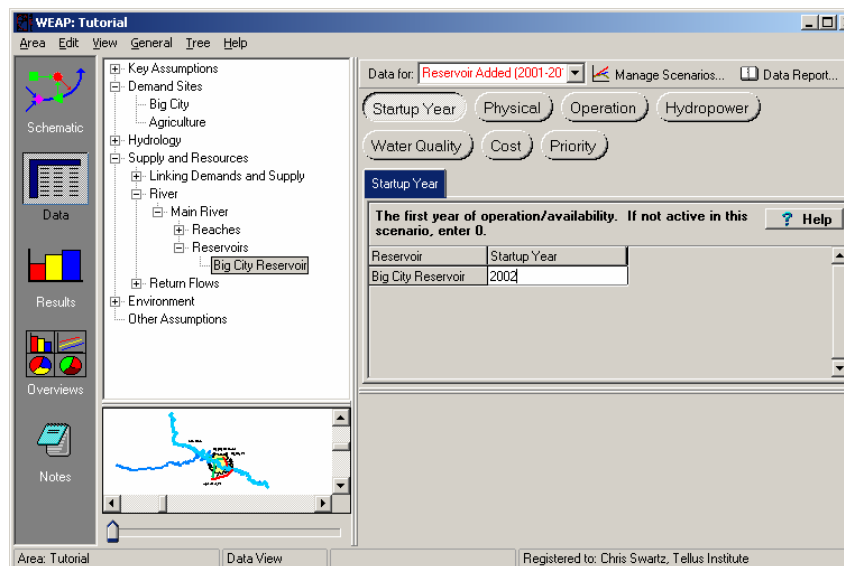 WEAP: Tutorial
Area Edit View General Tree Help
Schematic
Data
Results
Overviews
Notes
Key Assumptions
Demand Sites
Big City
Agriculture
Hydrology
Supply and Resources
Linking Demands and Supply
River
Main River
Reaches
Reservoirs
Big City Reservoir
Return Flows
Environment
Other Assumptions
Data for: Reservoir Added (2001-20 Manage Scenarios... Data Report...
Startup Year Physical Operation Hydropower
Water Quality Cost Priority
Startup Year
The first year of operation/availability. If not active in this
scenario, enter 0.
? Help
Reservoir Startup Year
Big City Reservoir 2002
Area: Tutorial Data View Registered to: Chris Swartz, Tellus Institute